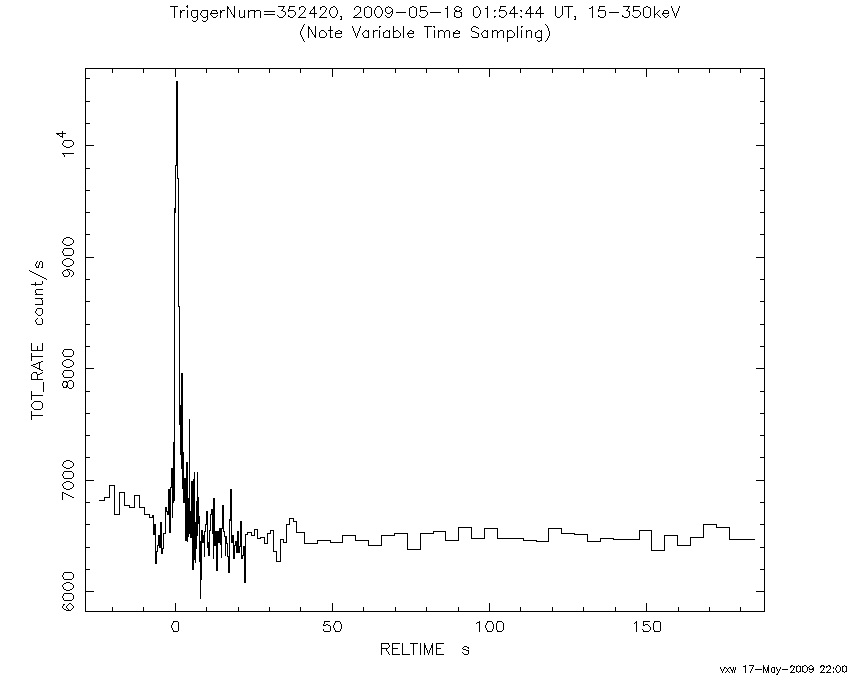 TriggerNum=352420, 2009-05-18 01:54:44 UT, 15-350keV
(Note Variable Time Sampling)
TOT_RATE count/s
10⁴
9000
8000
7000
6000
0 50 100 150
RELTIME s
vxw 17-May-2009 22:00